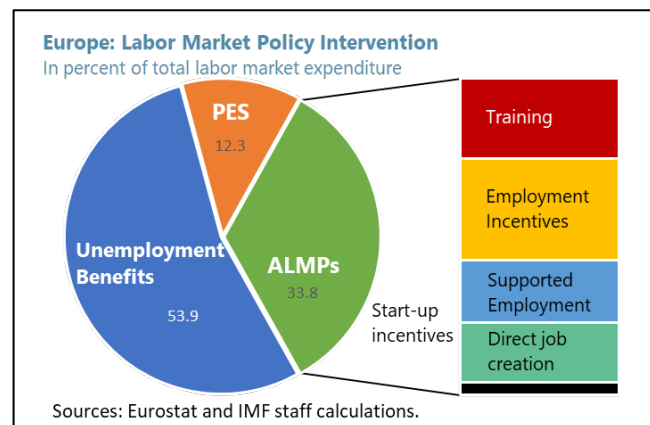 Europe: Labor Market Policy Intervention
In percent of total labor market expenditure
PES
12.3
Unemployment
Benefits
53.9
ALMPs
33.8
Start-up
incentives
Training
Employment
Incentives
Supported
Employment
Direct job
creation
Sources: Eurostat and IMF staff calculations.